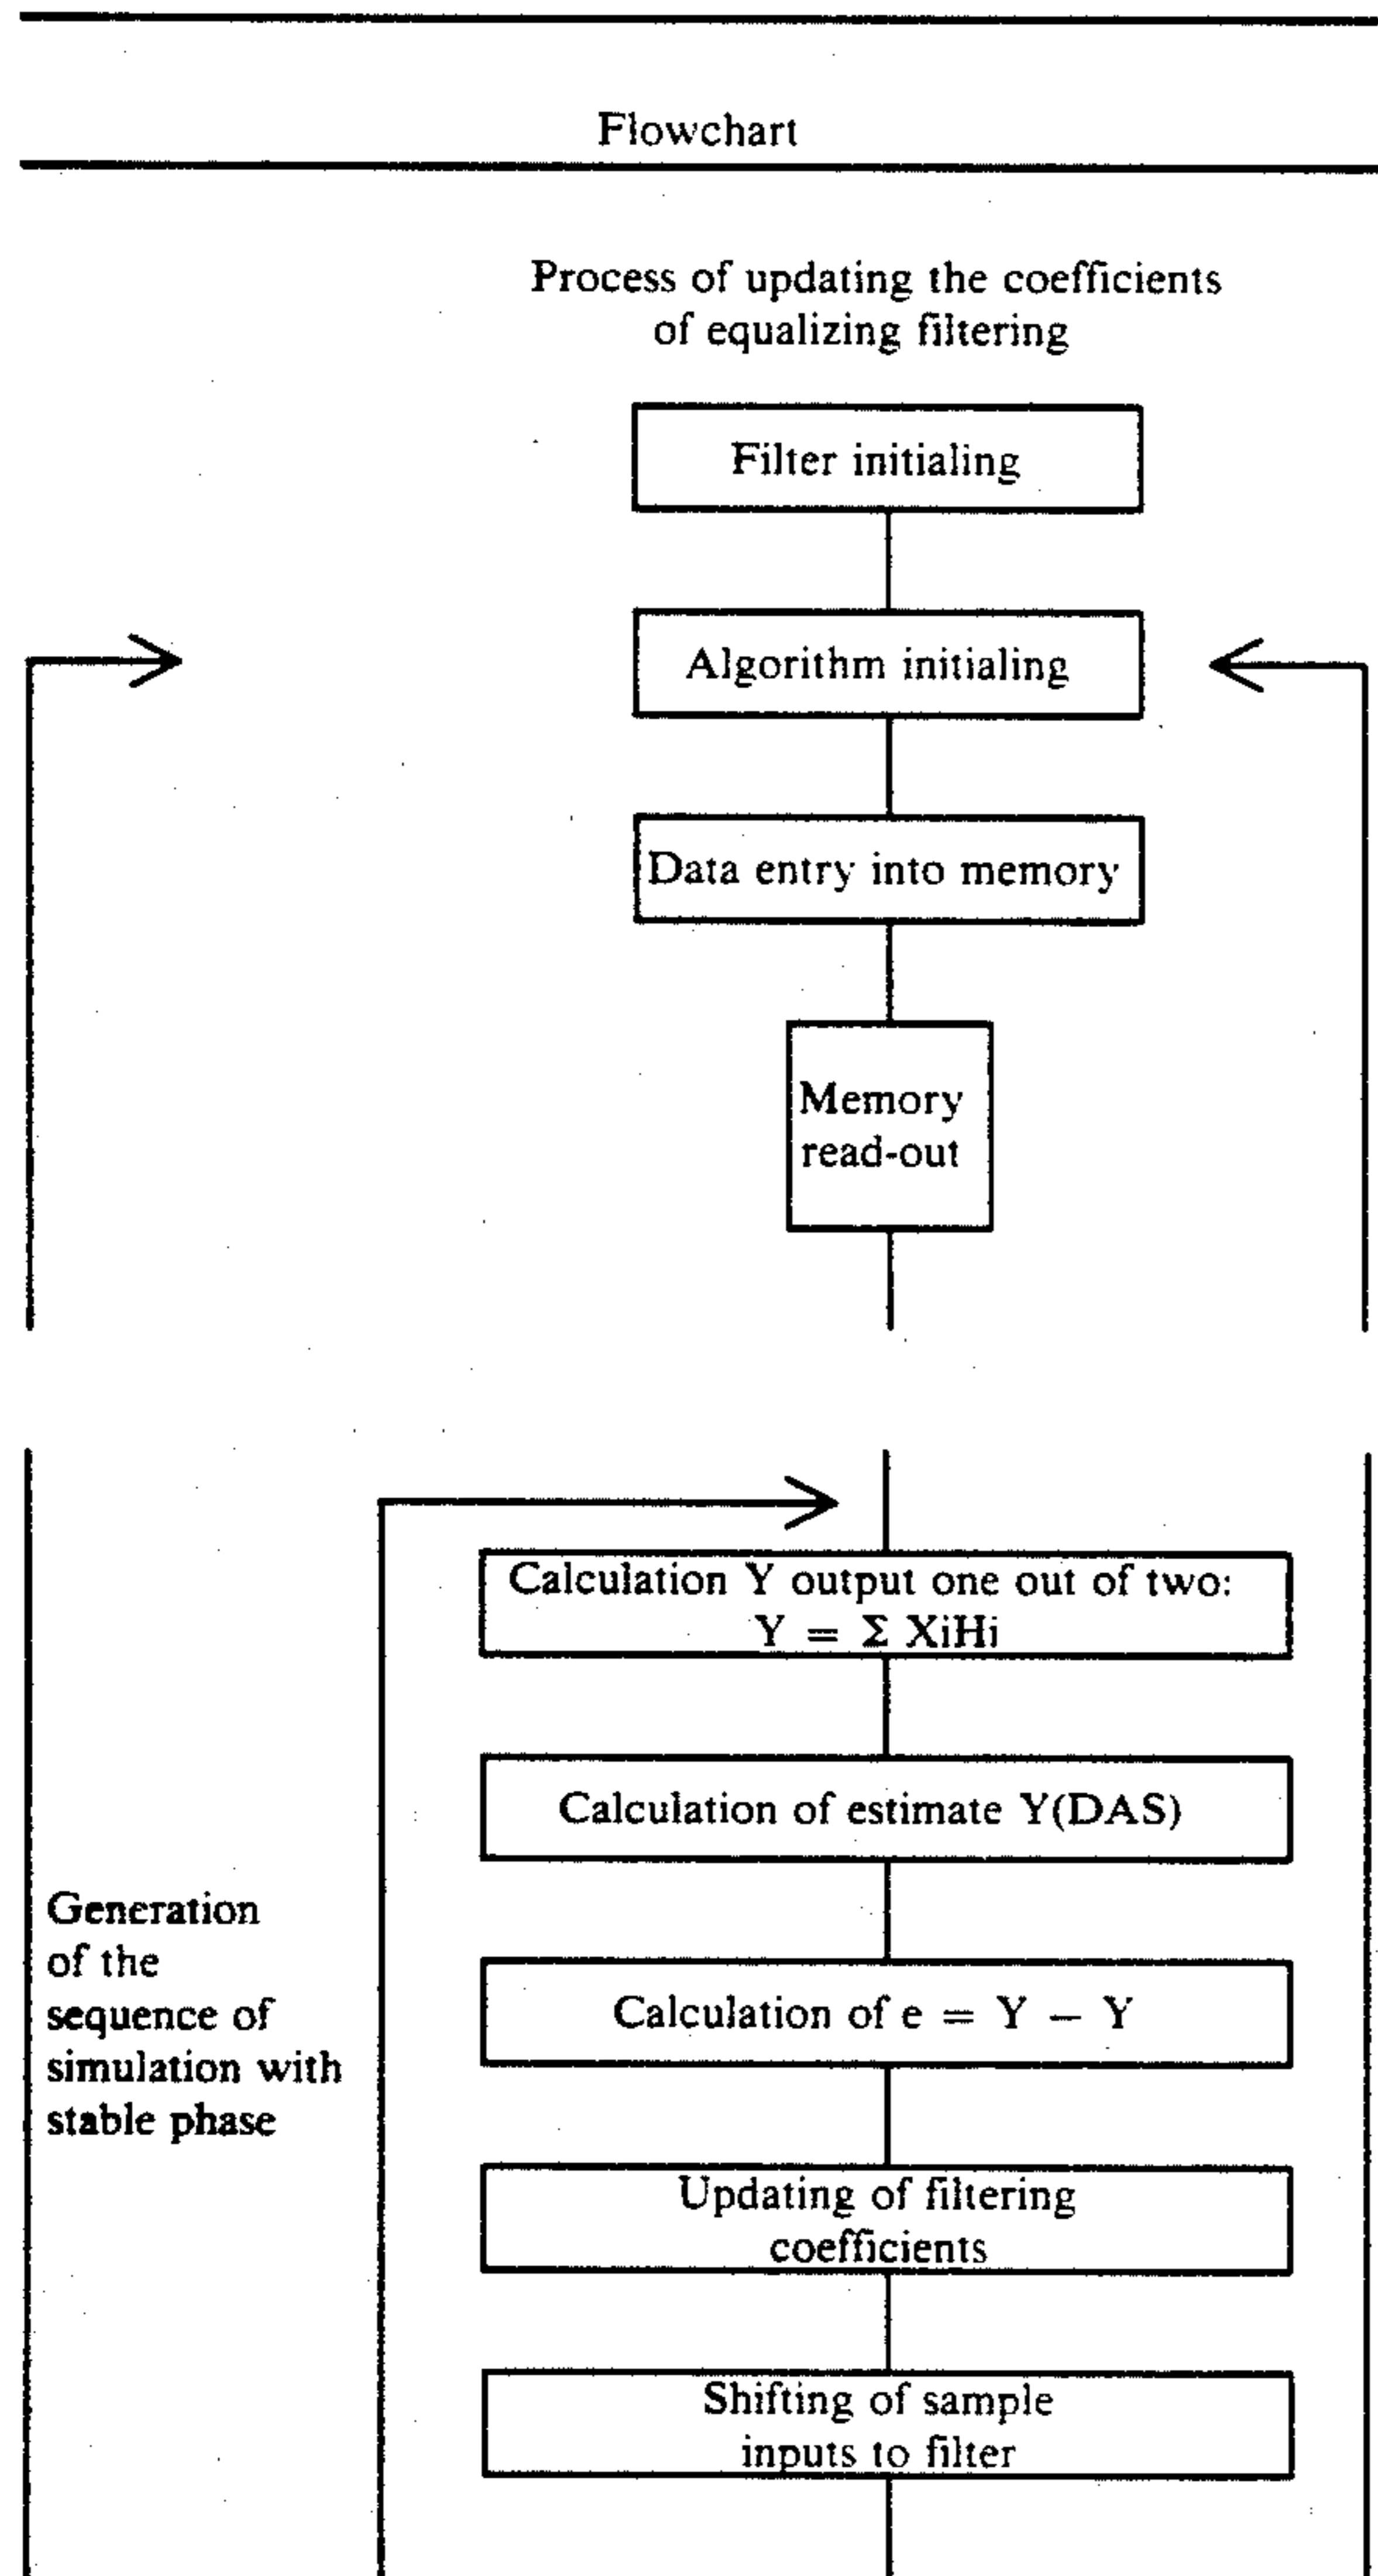 Flowchart
Process of updating the coefficients
of equalizing filtering
Filter initialing
Algorithm initialing
Data entry into memory
Memory
read-out
Calculation Y output one out of two:
Y = Σ XiHi
Calculation of estimate Y(DAS)
Generation
of the
sequence of
simulation with
stable phase
Calculation of e = Y − Y
Updating of filtering
coefficients
Shifting of sample
inputs to filter